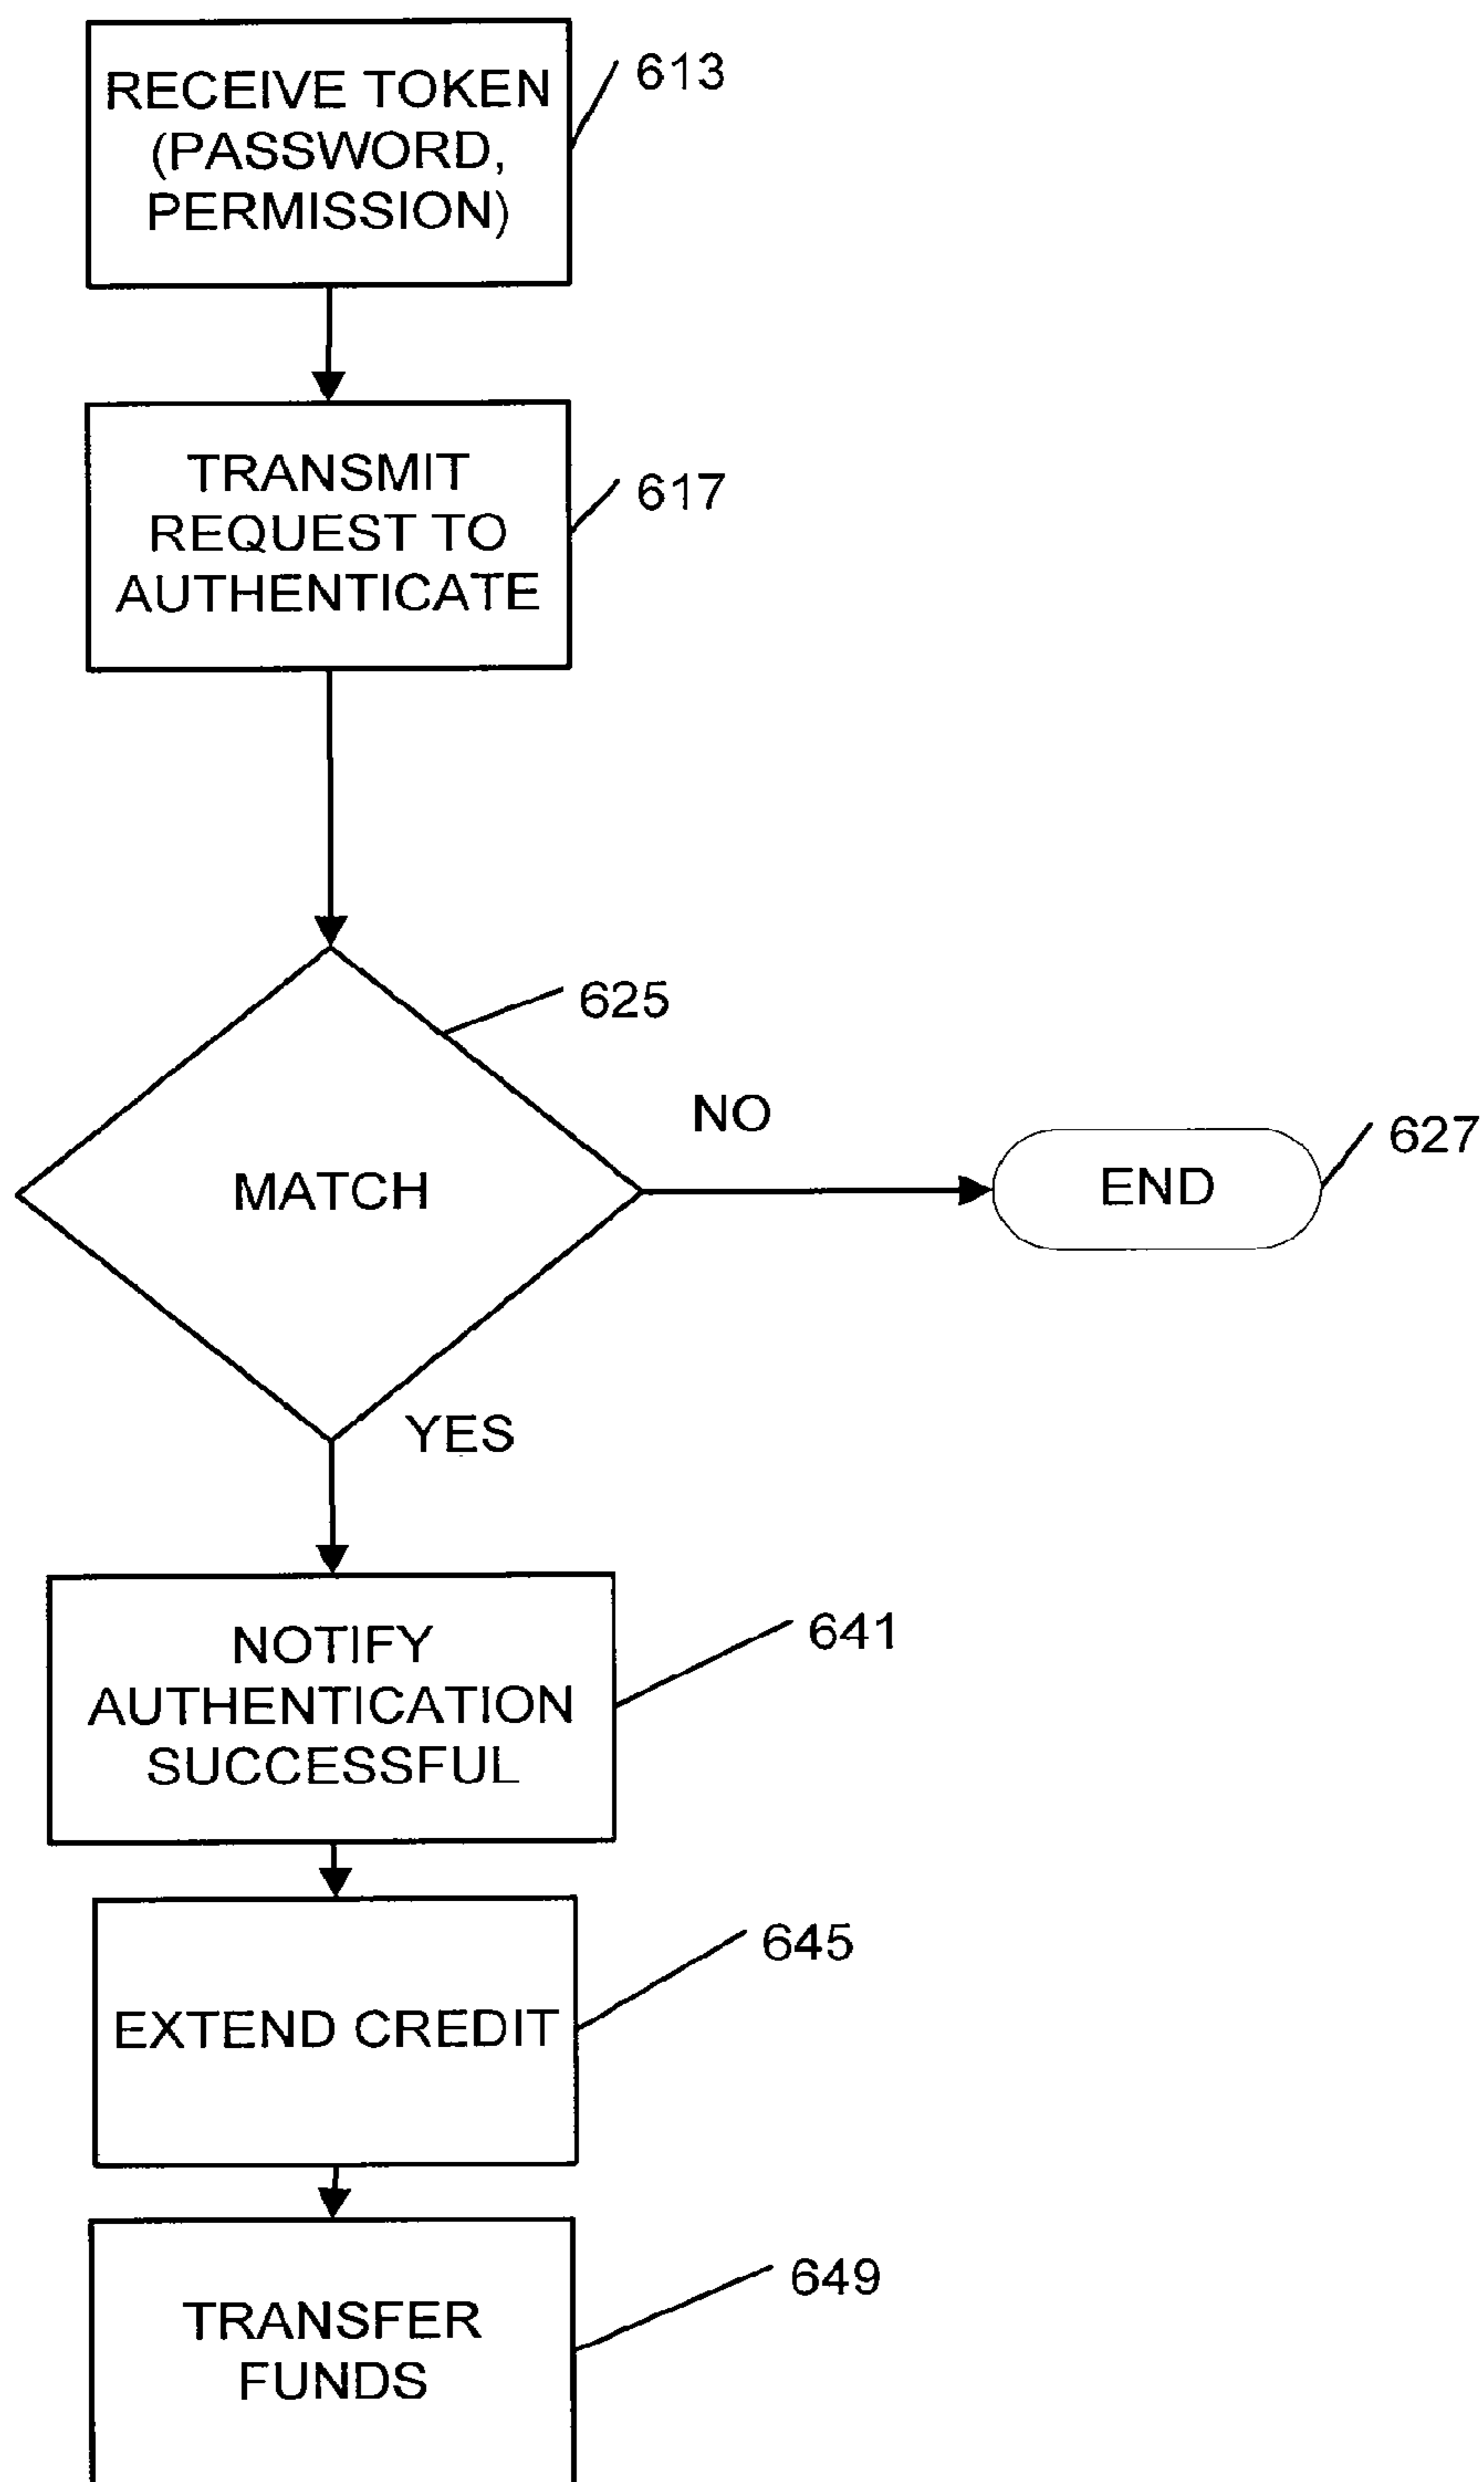 RECEIVE TOKEN
(PASSWORD,
PERMISSION)
613
TRANSMIT
REQUEST TO
AUTHENTICATE
617
625
MATCH
NO
END
627
YES
NOTIFY
AUTHENTICATION
SUCCESSFUL
641
EXTEND CREDIT
645
TRANSFER
FUNDS
649